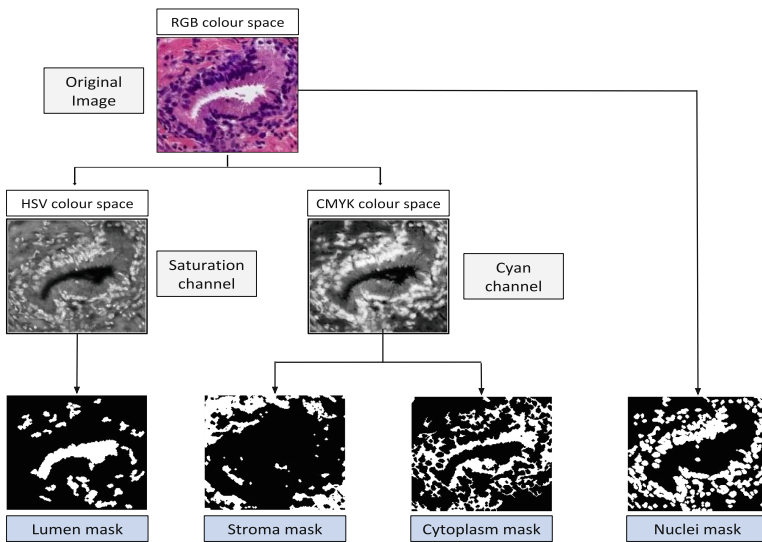 RGB colour space
Original
Image
HSV colour space
CMYK colour space
Saturation
channel
Cyan
channel
Lumen mask
Stroma mask
Cytoplasm mask
Nuclei mask